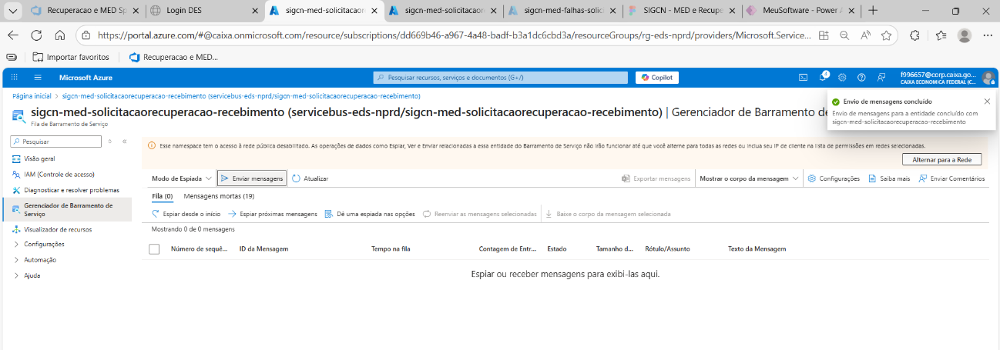 Recuperacao e MED Sp
Login DES
sigcn-med-solicitacaore
sigcn-med-solicitacaore
sigcn-med-falhas-solic
SIGCN - MED e Recupe
MeuSoftware - Power A
https://portal.azure.com/#@caixa.onmicrosoft.com/resource/subscriptions/dd669b46-a967-4a48-badf-b3a1dc6cbd3a/resourceGroups/rg-eds-nprd/providers/Microsoft.Service...
Importar favoritos
Recuperacao e MED...
Microsoft Azure
Pesquisar recursos, serviços e documentos (G+/)
Copilot
f996657@corp.caixa.go...
CAIXA ECONOMICA FEDERAL (C...
Página inicial > sigcn-med-solicitacaorecuperacao-recebimento (servicebus-eds-nprd/sigcn-med-solicitacaorecuperacao-recebimento)
sigcn-med-solicitacaorecuperacao-recebimento (servicebus-eds-nprd/sigcn-med-solicitacaorecuperacao-recebimento) | Gerenciador de Barramento de
Fila de Barramento de Serviço
Envio de mensagens concluído
Envio de mensagens para a entidade concluído com
sigcn-med-solicitacaorecuperacao-recebimento
Pesquisar
Visão geral
IAM (Controle de acesso)
Diagnosticar e resolver problemas
Gerenciador de Barramento de
Serviço
Visualizador de recursos
Configurações
Automação
Ajuda
Esse namespace tem o acesso à rede pública desabilitado. As operações de dados como Espiar, Ver e Enviar relacionadas a essa entidade do Barramento de Serviço não irão funcionar até que você alterne para todas as redes ou inclua seu IP de cliente na lista de permissões em redes selecionadas.
Alternar para a Rede
Modo de Espiada
Enviar mensagens
Atualizar
Exportar mensagens
Mostrar o corpo da mensagem
Configurações
Saiba mais
Enviar Comentários
Fila (0)
Mensagens mortas (19)
Espiar desde o início
Espiar próximas mensagens
Dê uma espiada nas opções
Reenviar as mensagens selecionadas
Baixe o corpo da mensagem selecionada
Mostrando 0 de 0 mensagens
Número de sequê...
ID da Mensagem
Tempo na fila
Contagem de Entr...
Estado
Tamanho d...
Rótulo/Assunto
Texto da Mensagem
Espiar ou receber mensagens para exibi-las aqui.